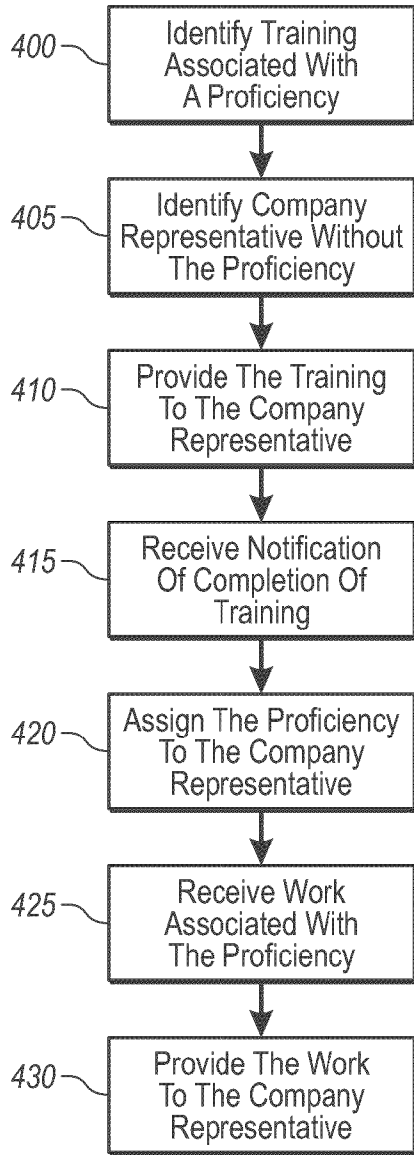 400
Identify Training
Associated With
A Proficiency
405
Identify Company
Representative Without
The Proficiency
410
Provide The Training
To The Company
Representative
415
Receive Notification
Of Completion Of
Training
420
Assign The Proficiency
To The Company
Representative
425
Receive Work
Associated With
The Proficiency
430
Provide The Work
To The Company
Representative